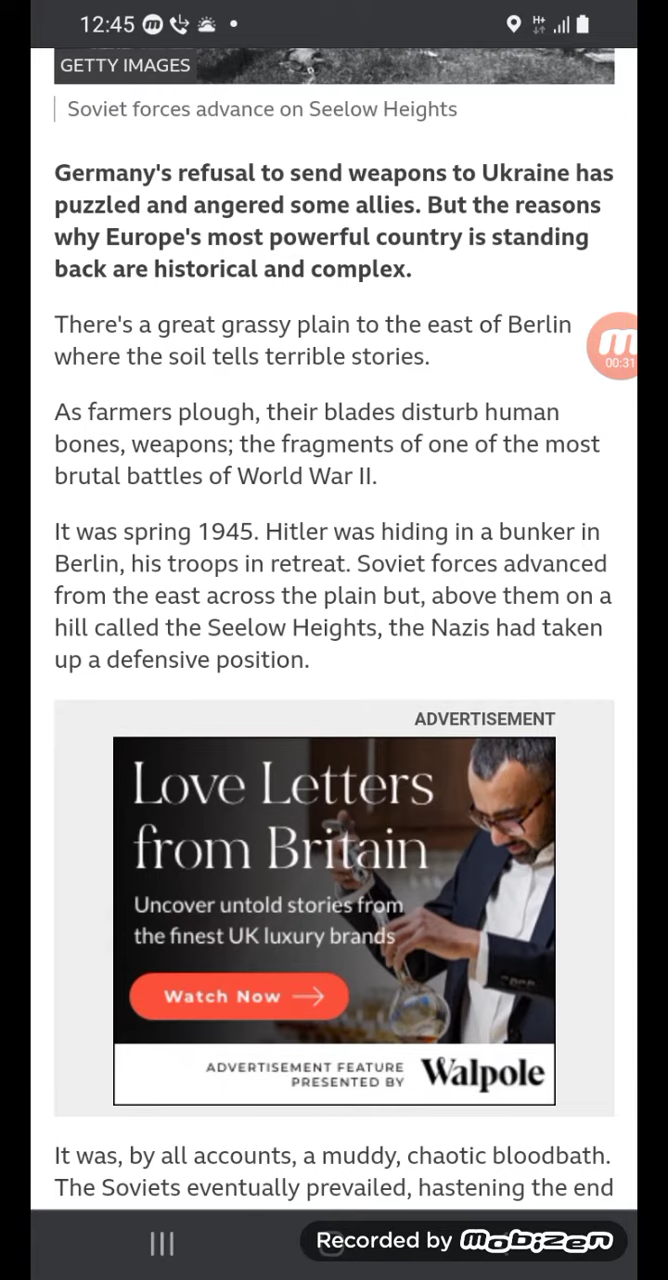 12:45
H+
GETTY IMAGES
Soviet forces advance on Seelow Heights
Germany's refusal to send weapons to Ukraine has
puzzled and angered some allies. But the reasons
why Europe's most powerful country is standing
back are historical and complex.
There's a great grassy plain to the east of Berlin
where the soil tells terrible stories.
00:31
As farmers plough, their blades disturb human
bones, weapons; the fragments of one of the most
brutal battles of World War II.
It was spring 1945. Hitler was hiding in a bunker in
Berlin, his troops in retreat. Soviet forces advanced
from the east across the plain but, above them on a
hill called the Seelow Heights, the Nazis had taken
up a defensive position.
ADVERTISEMENT
Love Letters
from Britain
Uncover untold stories from
the finest UK luxury brands
Watch Now
ADVERTISEMENT FEATURE
PRESENTED BY
Walpole
It was, by all accounts, a muddy, chaotic bloodbath.
The Soviets eventually prevailed, hastening the end
Recorded by mobizen